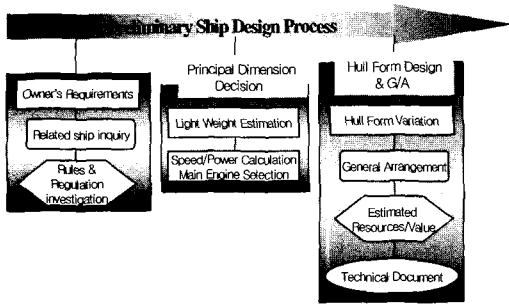 Preliminary Ship Design Process
Owner's Requirements
Related ship inquiry
Rules &
Regulation
investigation
Principal Dimension
Decision
Light Weight Estimation
Speed/Power Calculation
Main Engine Selection
Hull Form Design
& G/A
Hull Form Variation
General Arrangement
Estimated
Resources/Value
Technical Document